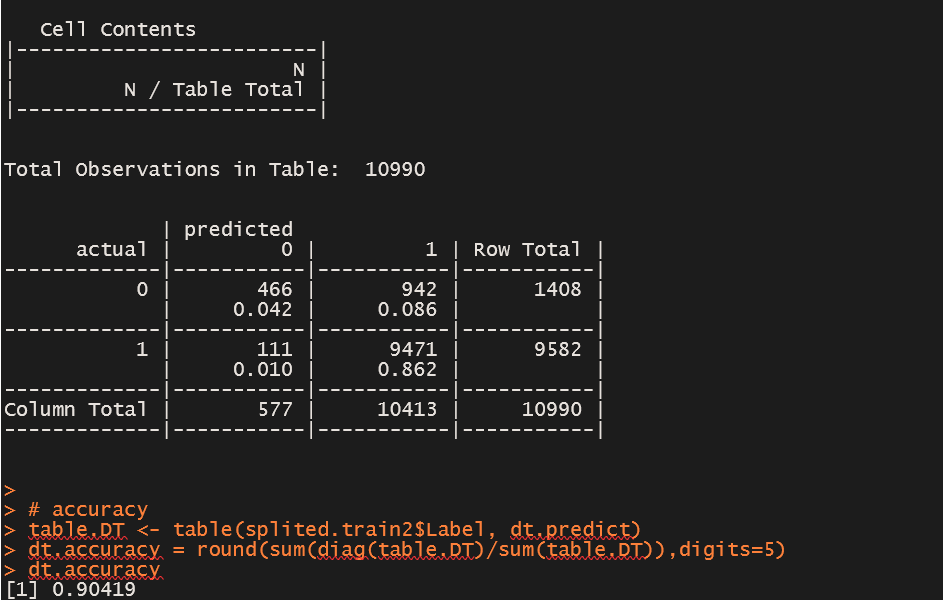 Cell Contents
|-------------------------|
|                       N |
|         N / Table Total |
|-------------------------|
Total Observations in Table:  10990
             | predicted
      actual |         0 |         1 | Row Total |
-------------|-----------|-----------|-----------|
           0 |       466 |       942 |      1408 |
             |     0.042 |     0.086 |           |
-------------|-----------|-----------|-----------|
           1 |       111 |      9471 |      9582 |
             |     0.010 |     0.862 |           |
-------------|-----------|-----------|-----------|
Column Total |       577 |     10413 |     10990 |
-------------|-----------|-----------|-----------|
>
> # accuracy
> table.DT <- table(splited.train2$Label, dt.predict)
> dt.accuracy = round(sum(diag(table.DT)/sum(table.DT)),digits=5)
> dt.accuracy
[1] 0.90419